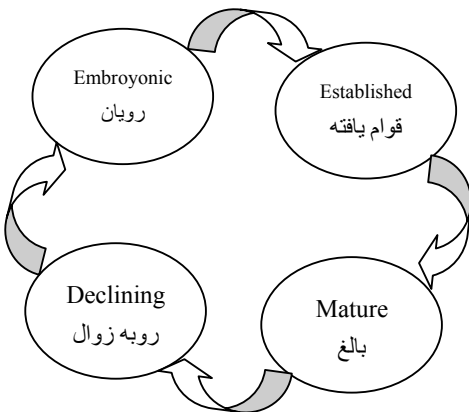 Embroyonic
رویان
Established
قوام یافته
Mature
بالغ
Declining
روبه زوال